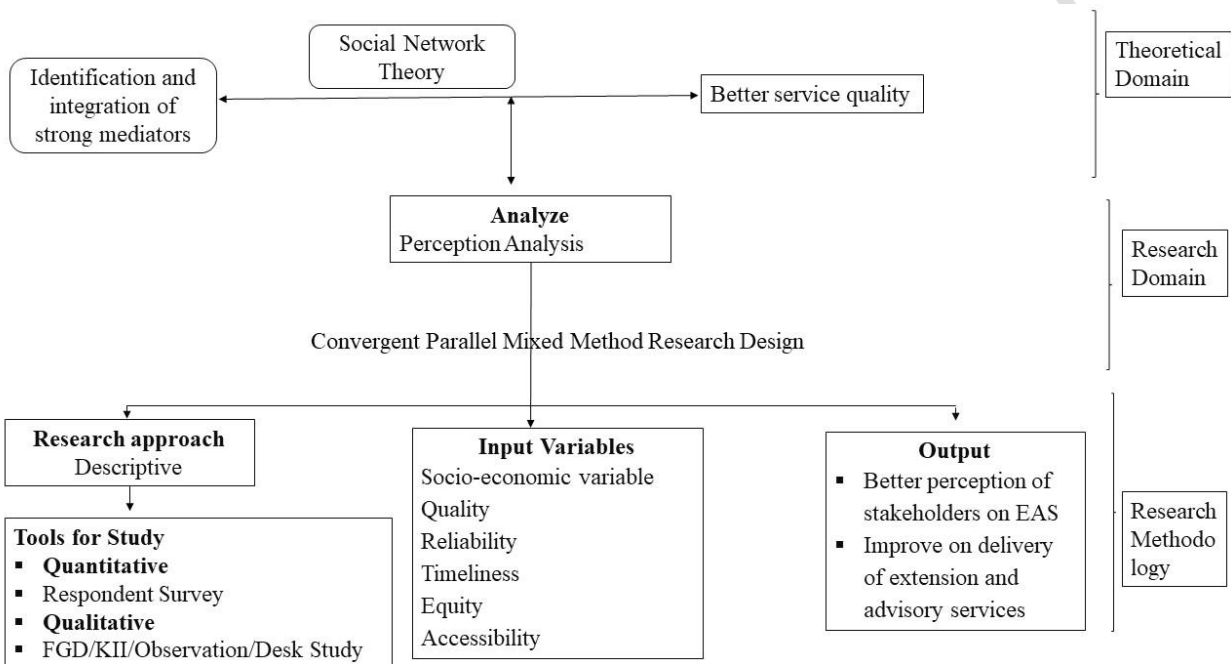 Social Network
Theory
Identification and
integration of
strong mediators
Better service quality
Theoretical
Domain
Analyze
Perception Analysis
Research
Domain
Convergent Parallel Mixed Method Research Design
Research approach
Descriptive
Tools for Study
▪ Quantitative
▪ Respondent Survey
▪ Qualitative
▪ FGD/KII/Observation/Desk Study
Input Variables
Socio-economic variable
Quality
Reliability
Timeliness
Equity
Accessibility
Output
▪ Better perception of
stakeholders on EAS
▪ Improve on delivery
of extension and
advisory services
Research
Methodo
logy